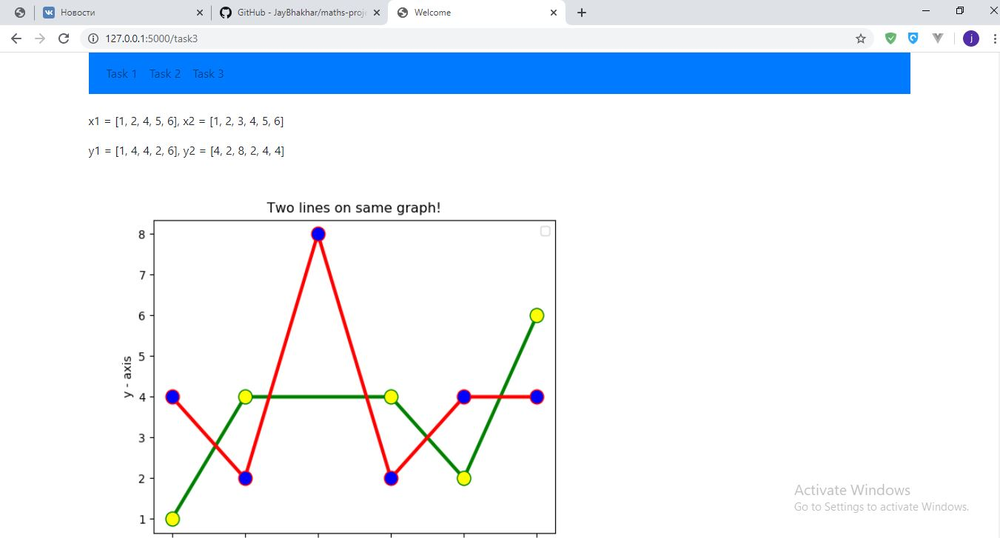 Новости
GitHub - JayBhakhar/maths-proje
Welcome
127.0.0.1:5000/task3
j
Task 1 Task 2 Task 3
x1 = [1, 2, 4, 5, 6], x2 = [1, 2, 3, 4, 5, 6]
y1 = [1, 4, 4, 2, 6], y2 = [4, 2, 8, 2, 4, 4]
Two lines on same graph!
8
7
6
5
4
3
2
1
y - axis
Activate Windows
Go to Settings to activate Windows.